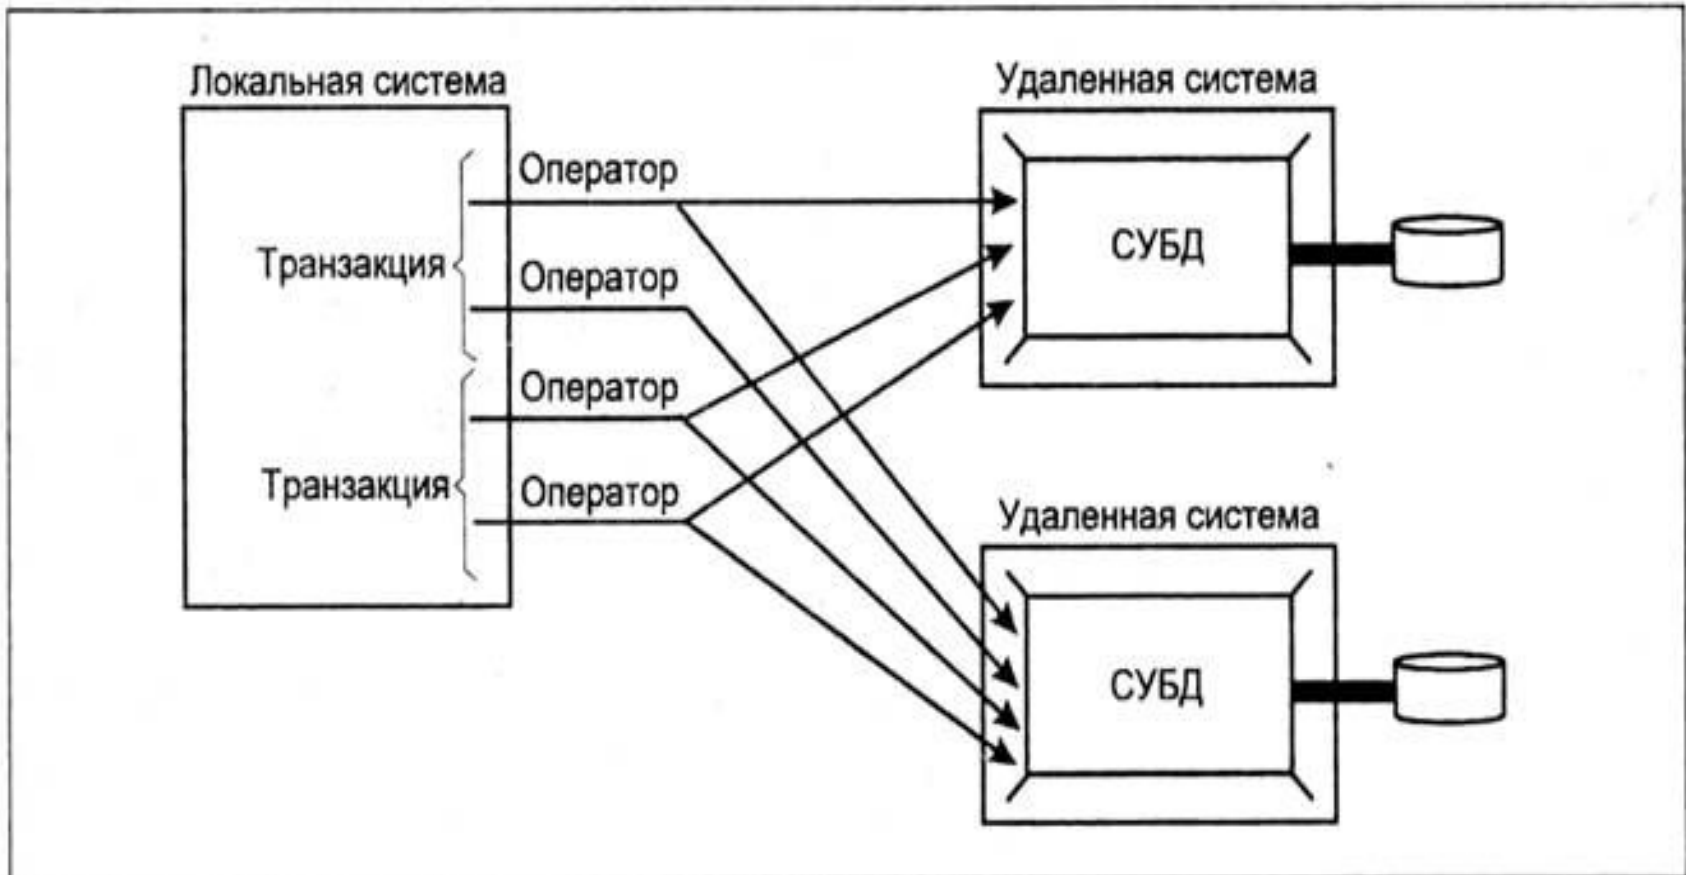 Локальная система
Удаленная система
Оператор
Транзакция
Оператор
СУБД
Оператор
Транзакция
Оператор
Удаленная система
СУБД